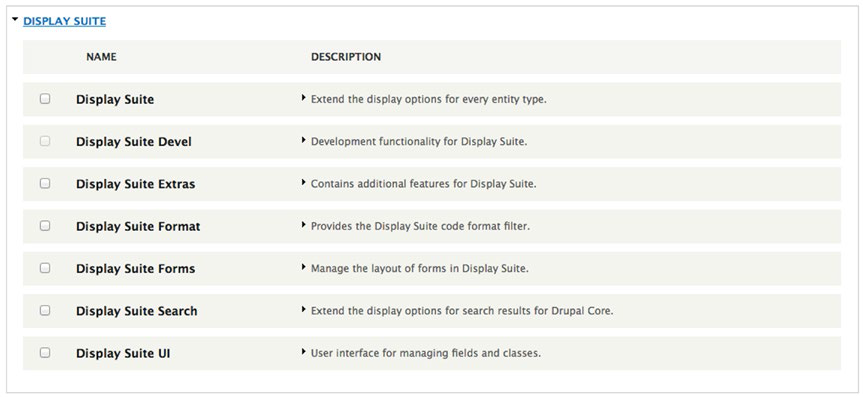 DISPLAY SUITE
NAME DESCRIPTION
Display Suite Extend the display options for every entity type.
Display Suite Devel Development functionality for Display Suite.
Display Suite Extras Contains additional features for Display Suite.
Display Suite Format Provides the Display Suite code format filter.
Display Suite Forms Manage the layout of forms in Display Suite.
Display Suite Search Extend the display options for search results for Drupal Core.
Display Suite UI User interface for managing fields and classes.